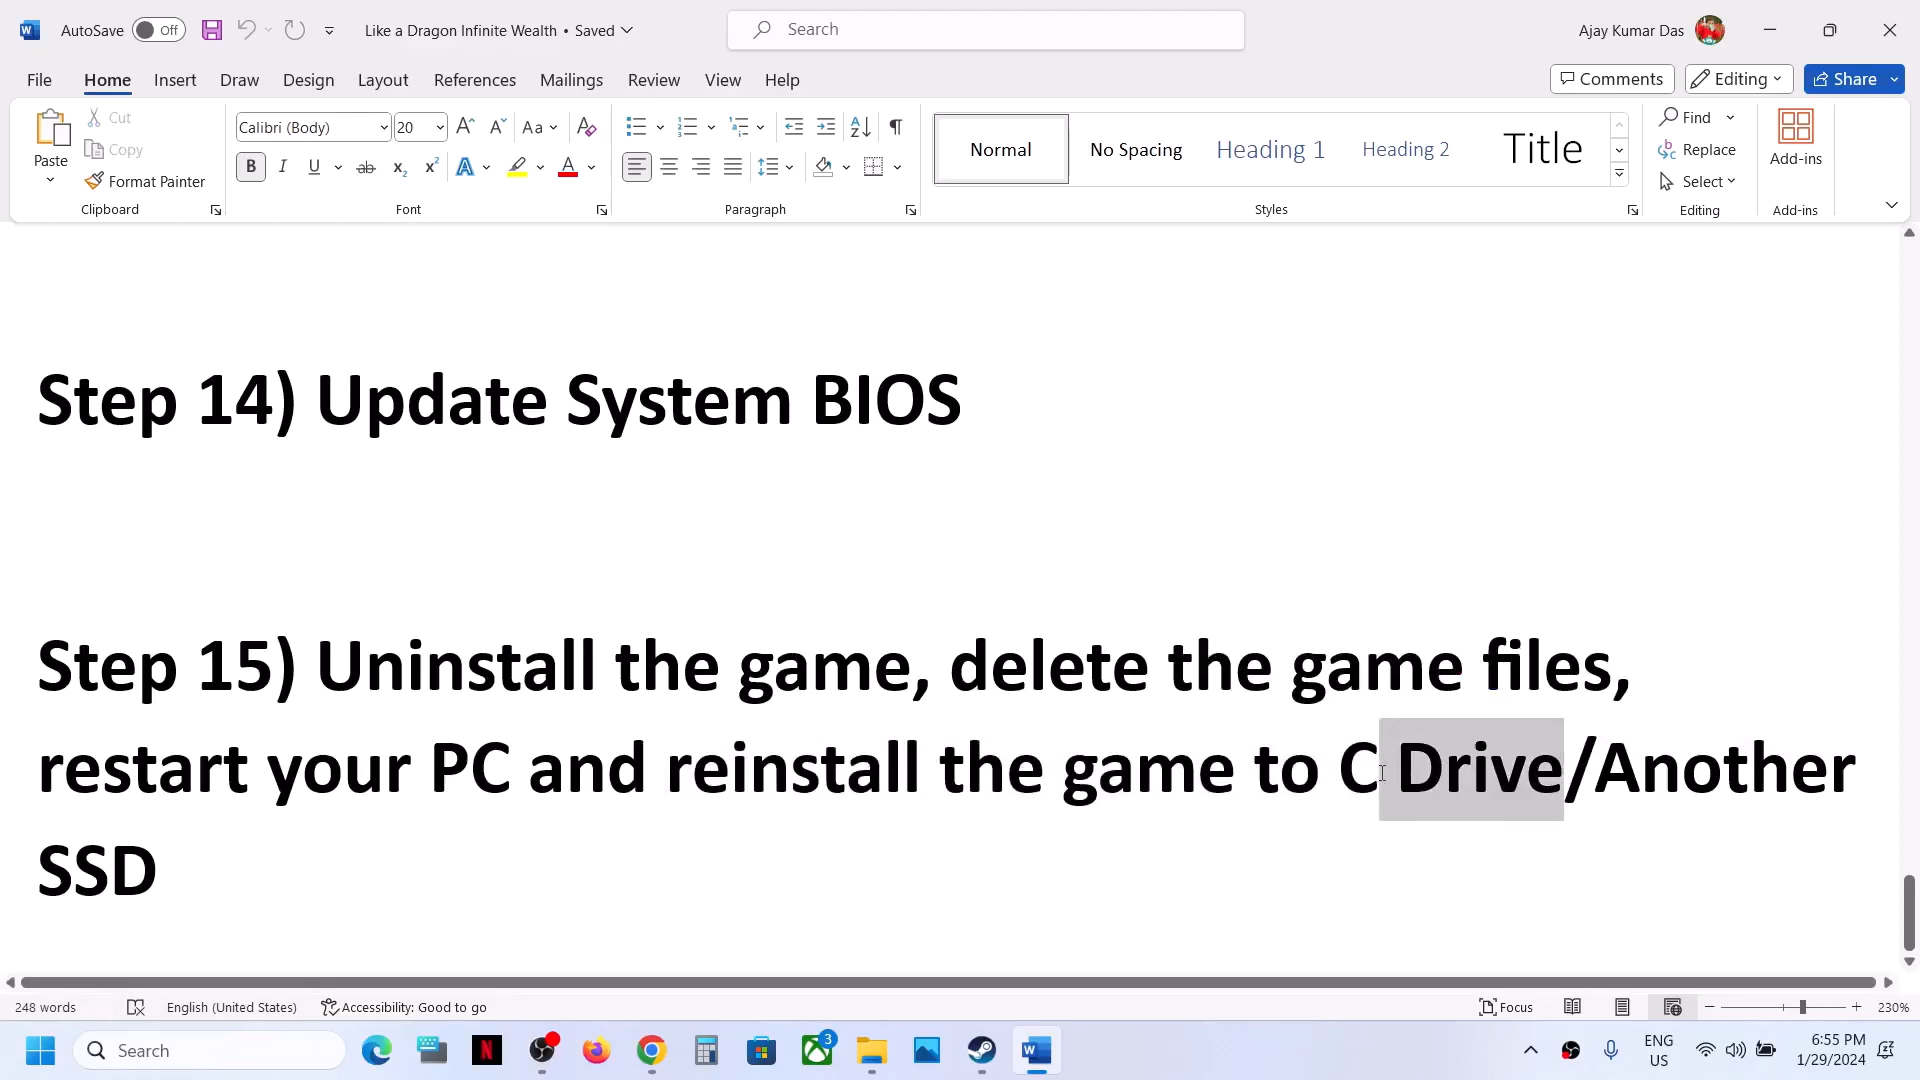 AutoSave Off Like a Dragon Infinite Wealth • Saved Search Ajay Kumar Das
File Home Insert Draw Design Layout References Mailings Review View Help Comments Editing Share
Paste Cut Copy Format Painter Clipboard
Calibri (Body) 20 Aa Font
Paragraph
Normal No Spacing Heading 1 Heading 2 Title Styles
Find Replace Select Editing
Add-ins Add-ins
Step 14) Update System BIOS
Step 15) Uninstall the game, delete the game files,
restart your PC and reinstall the game to C Drive/Another
SSD
248 words English (United States) Accessibility: Good to go Focus 230%
Search 3 ENG US 6:55 PM 1/29/2024